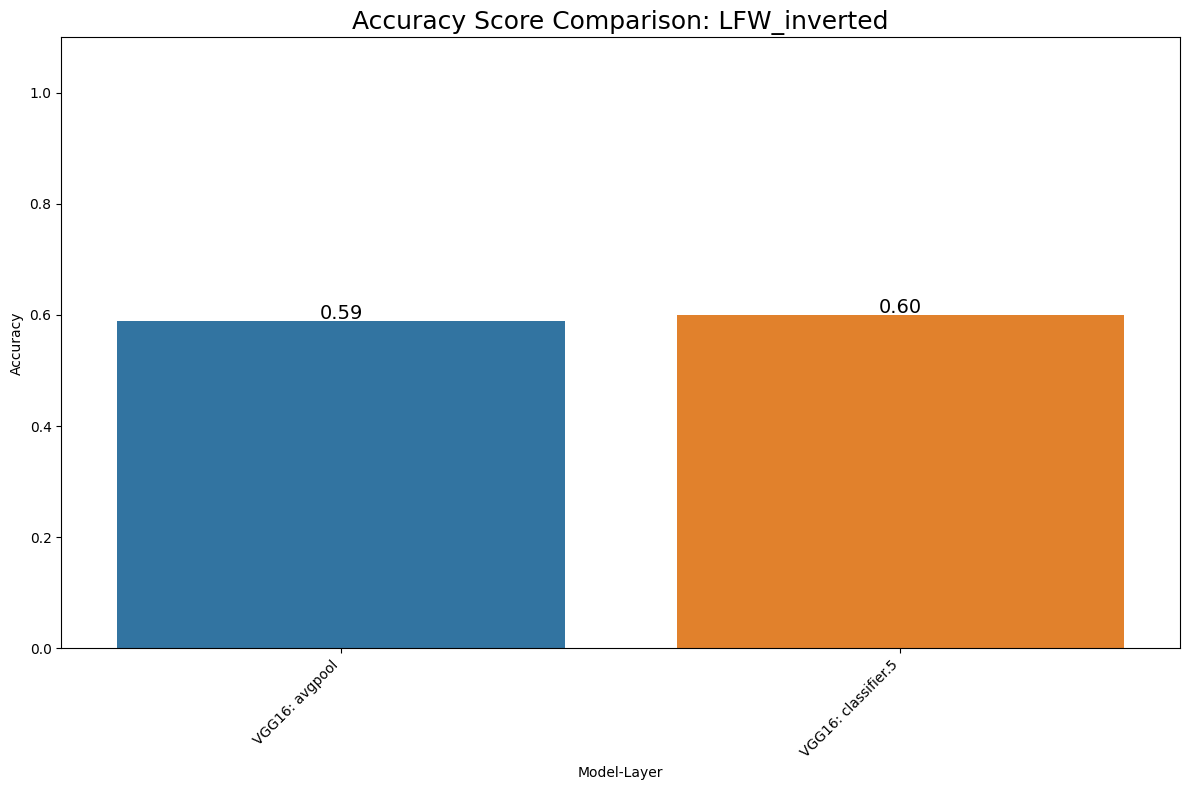 Accuracy Score Comparison: LFW_inverted
Accuracy
1.0
0.8
0.6
0.4
0.2
0.0
0.59
0.60
VGG16: avgpool
VGG16: classifier.5
Model-Layer